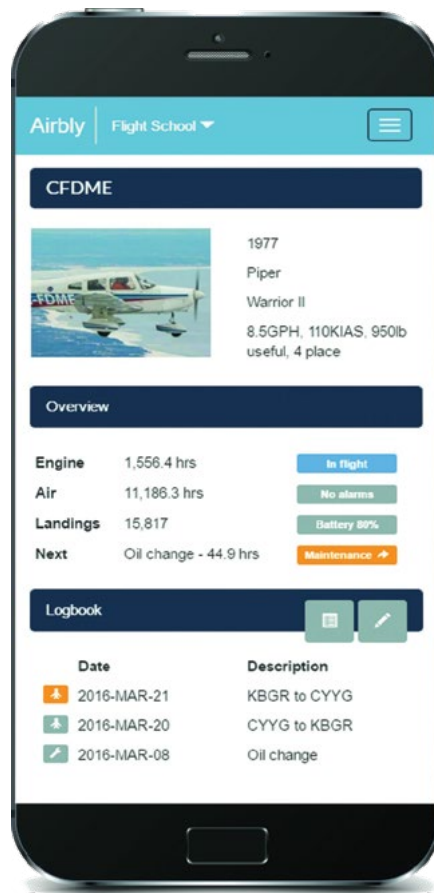 Airbly Flight School
CFDME
1977
Piper
-FDME
Warrior II
8.5GPH, 110KIAS, 950lb
useful, 4 place
Overview
Engine 1,556.4 hrs In flight
Air 11,186.3 hrs No alarms
Landings 15,817 Battery 80%
Next Oil change - 44.9 hrs Maintenance
Logbook
Date Description
2016-MAR-21 KBGR to CYYG
2016-MAR-20 CYYG to KBGR
2016-MAR-08 Oil change